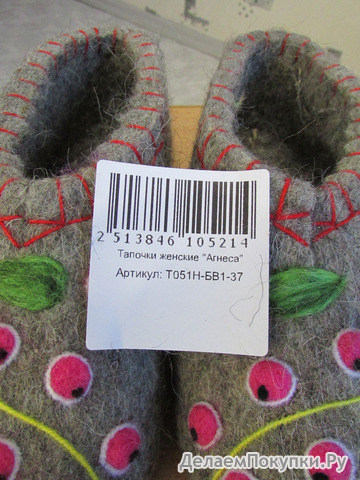 2 513846 105214
Тапочки женские "Агнеса"
Артикул: Т051Н-БВ1-37
ДелаемПокупки.Ру